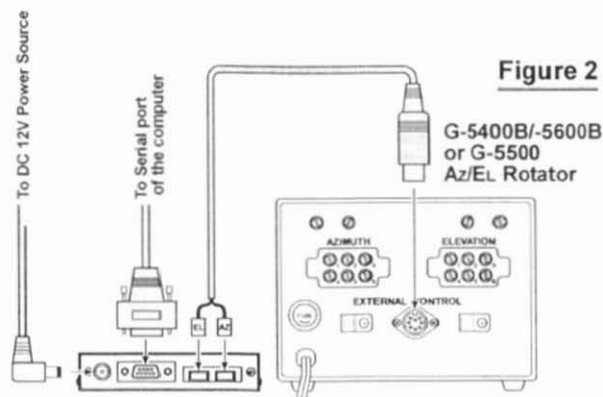 Figure 2
To DC 12V Power Source
To Serial port
of the computer
G-5400B/-5600B
or G-5500
AZ/EL Rotator
AZIMUTH
ELEVATION
EXTERNAL CONTROL
FUSE
EL
AZ